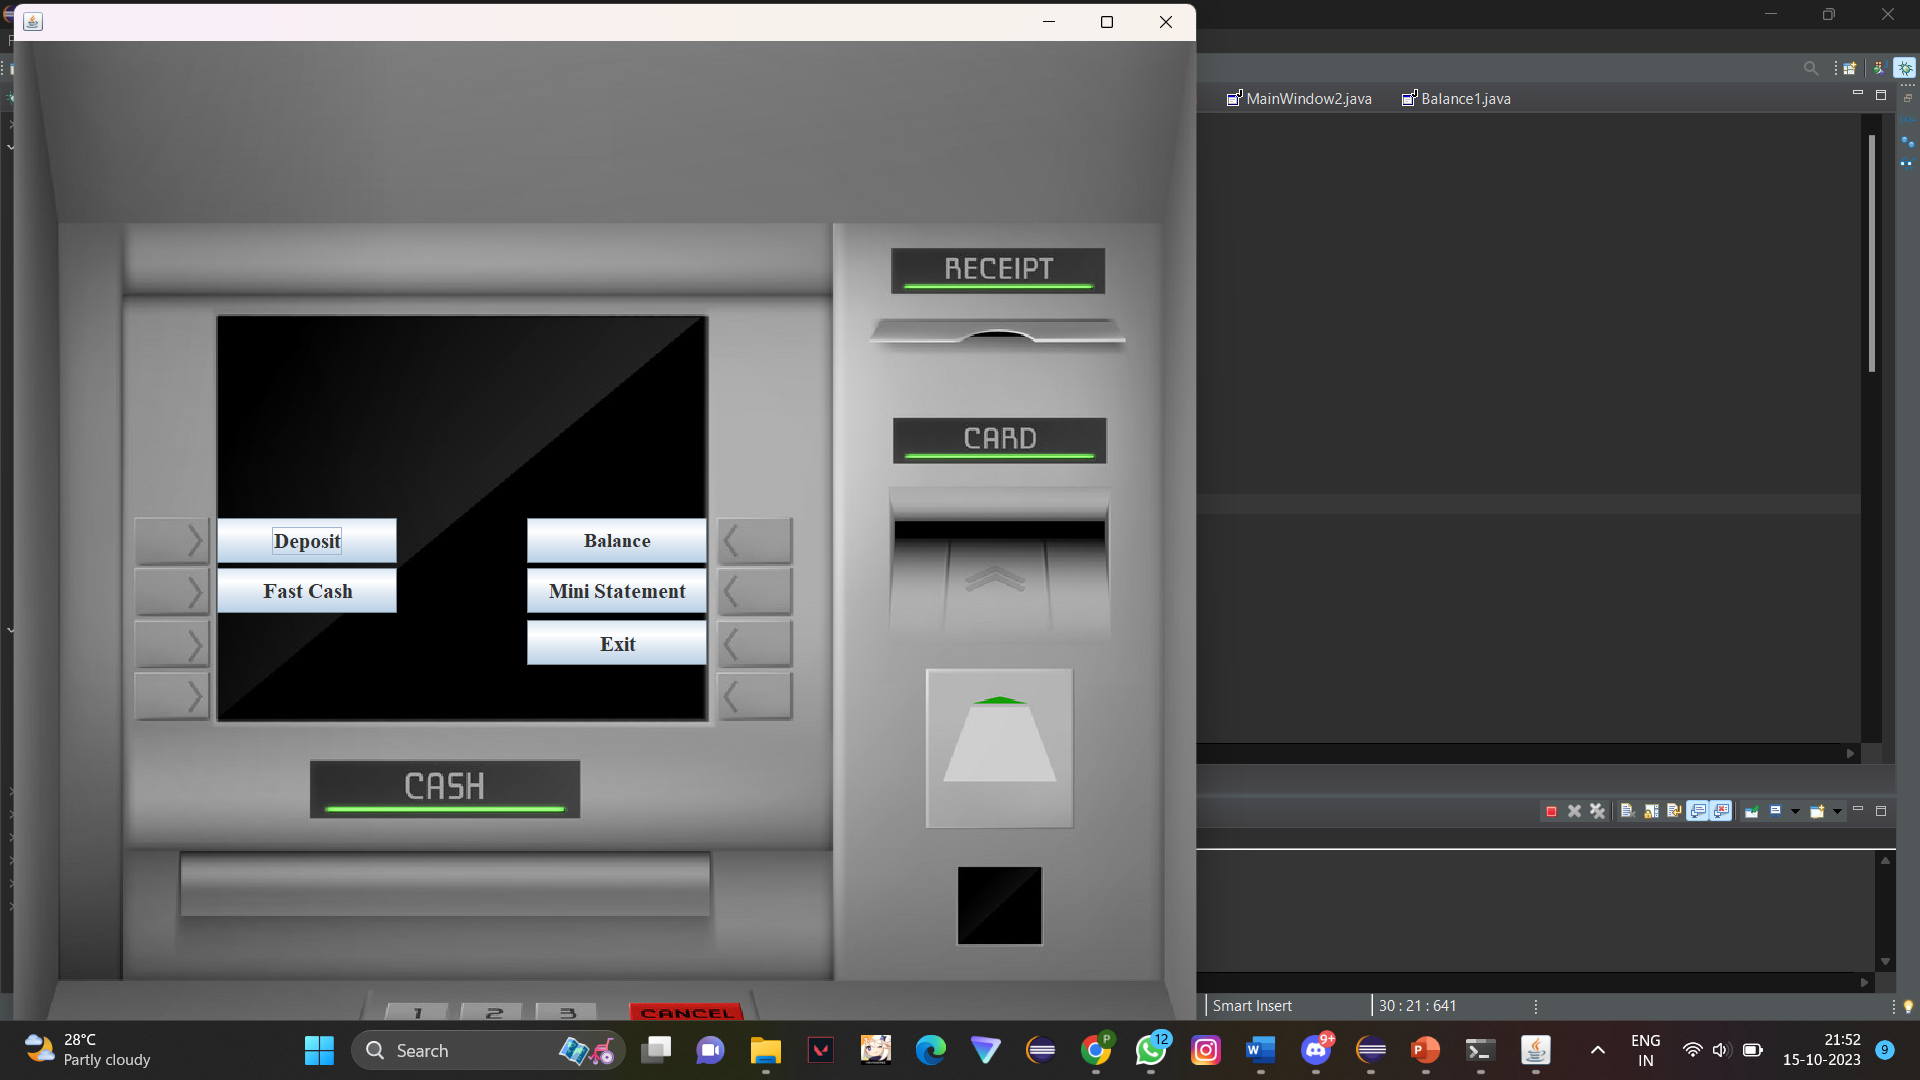 MainWindow2.java
Balance1.java
RECEIPT
CARD
Deposit
Balance
Fast Cash
Mini Statement
Exit
CASH
1 2 3 CANCEL
Smart Insert
30 : 21 : 641
28°C
Partly cloudy
Search
P
12
9+
ENG
IN
21:52
15-10-2023
9